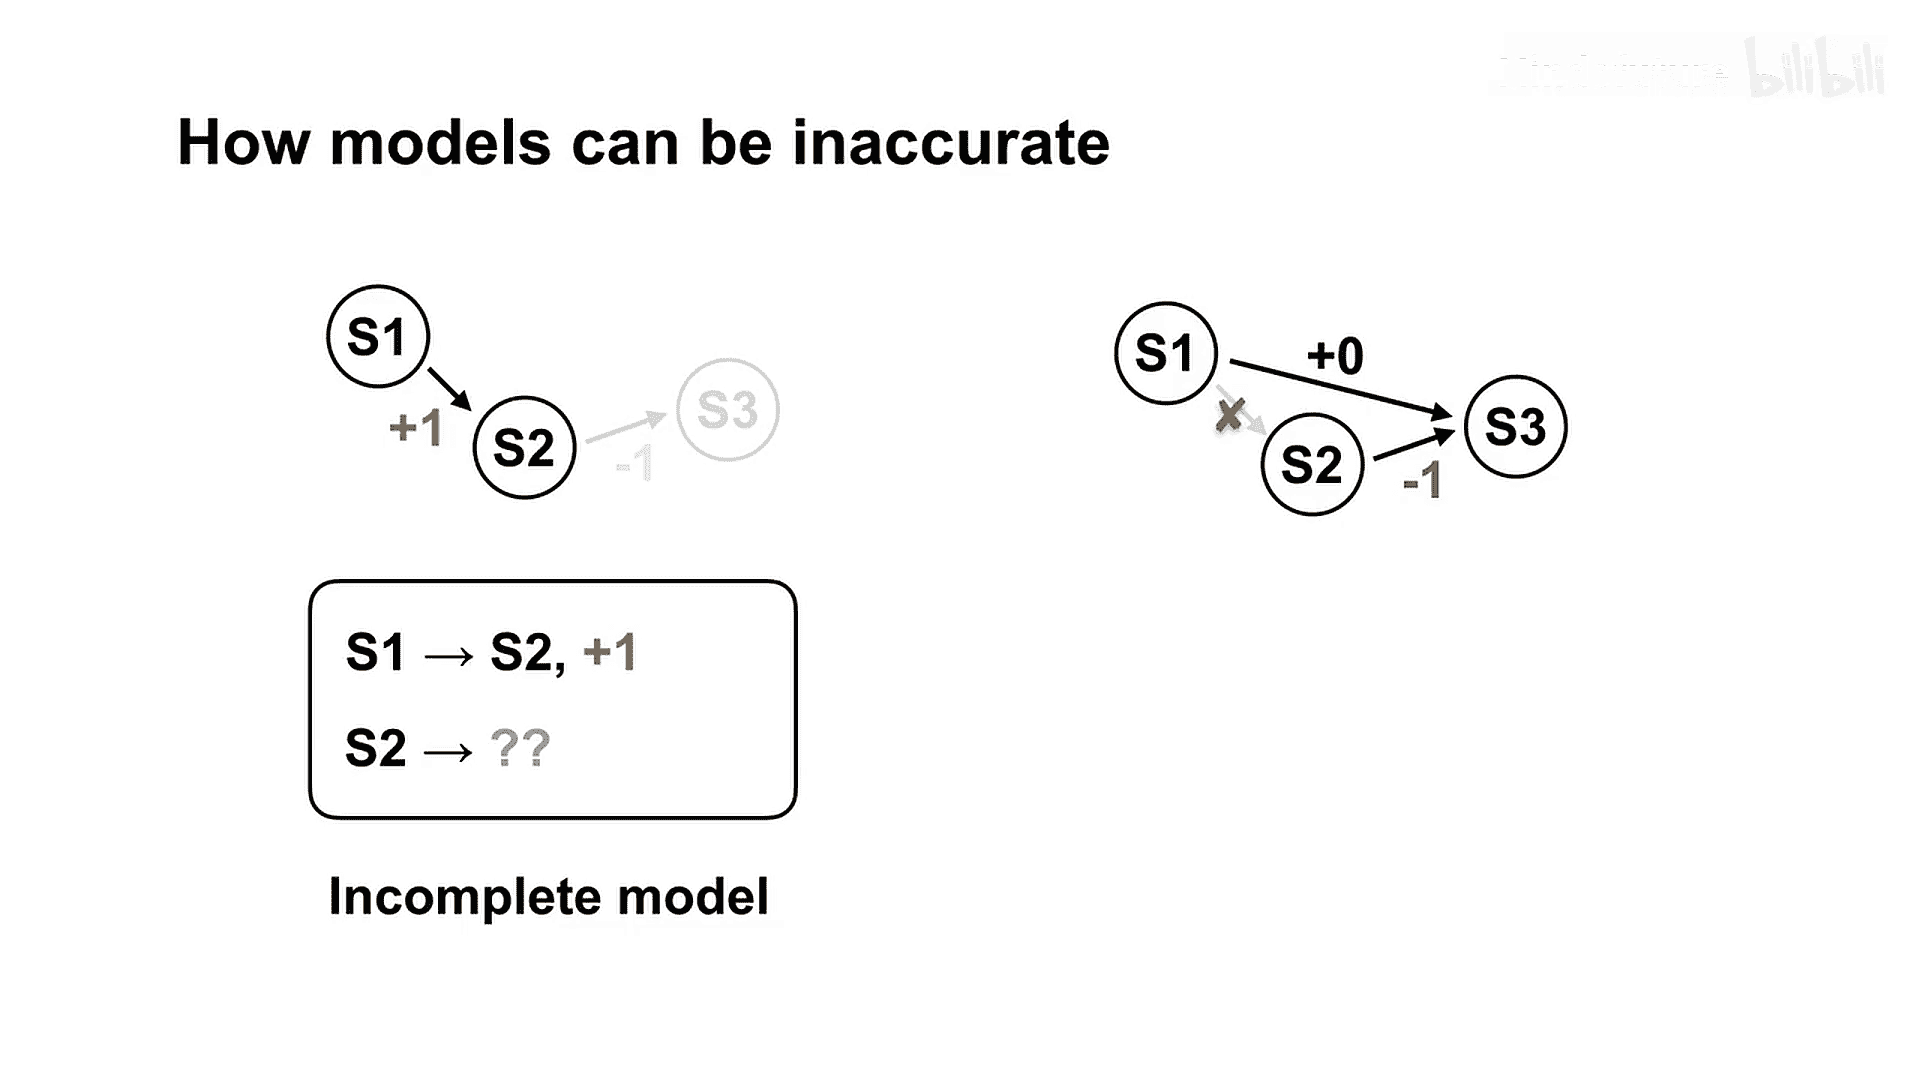 bilibili
How models can be inaccurate
S1
+1
S2
-1
S3
S1
+0
S2
-1
S3
S1 → S2, +1
S2 → ??
Incomplete model